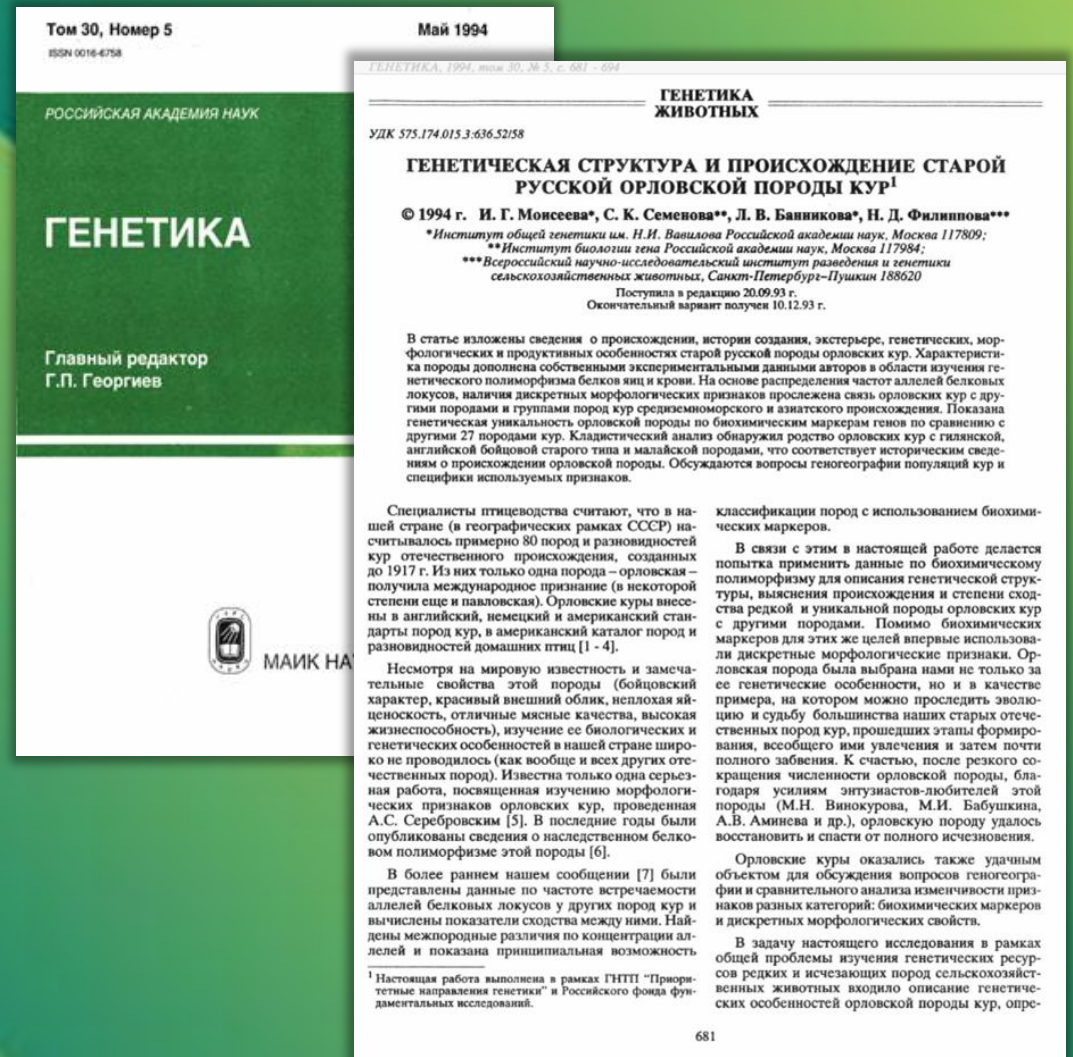 Том 30, Номер 5
Май 1994
ISSN 0016-6758
РОССИЙСКАЯ АКАДЕМИЯ НАУК
ГЕНЕТИКА
Главный редактор
Г.П. Георгиев
МАИК НА
ГЕНЕТИКА, 1994, том 30, № 5, с. 681 - 694
ГЕНЕТИКА
ЖИВОТНЫХ
УДК 575.174.015.3:636.52/58
ГЕНЕТИЧЕСКАЯ СТРУКТУРА И ПРОИСХОЖДЕНИЕ СТАРОЙ
РУССКОЙ ОРЛОВСКОЙ ПОРОДЫ КУР¹
© 1994 г. И. Г. Моисеева*, С. К. Семенова**, Л. В. Банникова*, Н. Д. Филиппова***
*Институт общей генетики им. Н.И. Вавилова Российской академии наук, Москва 117809;
**Институт биологии гена Российской академии наук, Москва 117984;
***Всероссийский научно-исследовательский институт разведения и генетики
сельскохозяйственных животных, Санкт-Петербург–Пушкин 188620
Поступила в редакцию 20.09.93 г.
Окончательный вариант получен 10.12.93 г.
В статье изложены сведения о происхождении, истории создания, экстерьере, генетических, мор-
фологических и продуктивных особенностях старой русской породы орловских кур. Характеристи-
ка породы дополнена собственными экспериментальными данными авторов в области изучения ге-
нетического полиморфизма белков яиц и крови. На основе распределения частот аллелей белковых
локусов, наличия дискретных морфологических признаков прослежена связь орловских кур с дру-
гими породами и группами пород кур средиземноморского и азиатского происхождения. Показана
генетическая уникальность орловской породы по биохимическим маркерам генов по сравнению с
другими 27 породами кур. Кладистический анализ обнаружил родство орловских кур с гилянской,
английской бойцовой старого типа и малайской породами, что соответствует историческим сведе-
ниям о происхождении орловской породы. Обсуждаются вопросы геногеографии популяций кур и
специфики используемых признаков.
Специалисты птицеводства считают, что в на-
шей стране (в географических рамках СССР) на-
считывалось примерно 80 пород и разновидностей
кур отечественного происхождения, созданных
до 1917 г. Из них только одна порода – орловская –
получила международное признание (в некоторой
степени еще и павловская). Орловские куры внесе-
ны в английский, немецкий и американский стан-
дарты пород кур, в американский каталог пород и
разновидностей домашних птиц [1 - 4].
Несмотря на мировую известность и замеча-
тельные свойства этой породы (бойцовский
характер, красивый внешний облик, неплохая яй-
ценоскость, отличные мясные качества, высокая
жизнеспособность), изучение ее биологических и
генетических особенностей в нашей стране широ-
ко не проводилось (как вообще и всех других оте-
чественных пород). Известна только одна серьез-
ная работа, посвященная изучению морфологи-
ческих признаков орловских кур, проведенная
А.С. Серебровским [5]. В последние годы были
опубликованы сведения о наследственном белко-
вом полиморфизме этой породы [6].
В более раннем нашем сообщении [7] были
представлены данные по частоте встречаемости
аллелей белковых локусов у других пород кур и
вычислены показатели сходства между ними. Най-
дены межпородные различия по концентрации ал-
лелей и показана принципиальная возможность
¹ Настоящая работа выполнена в рамках ГНТП "Приори-
тетные направления генетики" и Российского фонда фун-
даментальных исследований.
классификации пород с использованием биохими-
ческих маркеров.
В связи с этим в настоящей работе делается
попытка применить данные по биохимическому
полиморфизму для описания генетической струк-
туры, выяснения происхождения и степени сход-
ства редкой и уникальной породы орловских кур
с другими породами. Помимо биохимических
маркеров для этих же целей впервые использова-
ли дискретные морфологические признаки. Ор-
ловская порода была выбрана нами не только за
ее генетические особенности, но и в качестве
примера, на котором можно проследить эволю-
цию и судьбу большинства наших старых отече-
ственных пород кур, прошедших этапы формиро-
вания, всеобщего ими увлечения и затем почти
полного забвения. К счастью, после резкого со-
кращения численности орловской породы, бла-
годаря усилиям энтузиастов-любителей этой
породы (М.Н. Винокурова, М.И. Бабушкина,
А.В. Аминева и др.), орловскую породу удалось
восстановить и спасти от полного исчезновения.
Орловские куры оказались также удачным
объектом для обсуждения вопросов геногеогра-
фии и сравнительного анализа изменчивости приз-
наков разных категорий: биохимических маркеров
и дискретных морфологических свойств.
В задачу настоящего исследования в рамках
общей проблемы изучения генетических ресур-
сов редких и исчезающих пород сельскохозяйст-
венных животных входило описание генетиче-
ских особенностей орловской породы кур, опре-
681